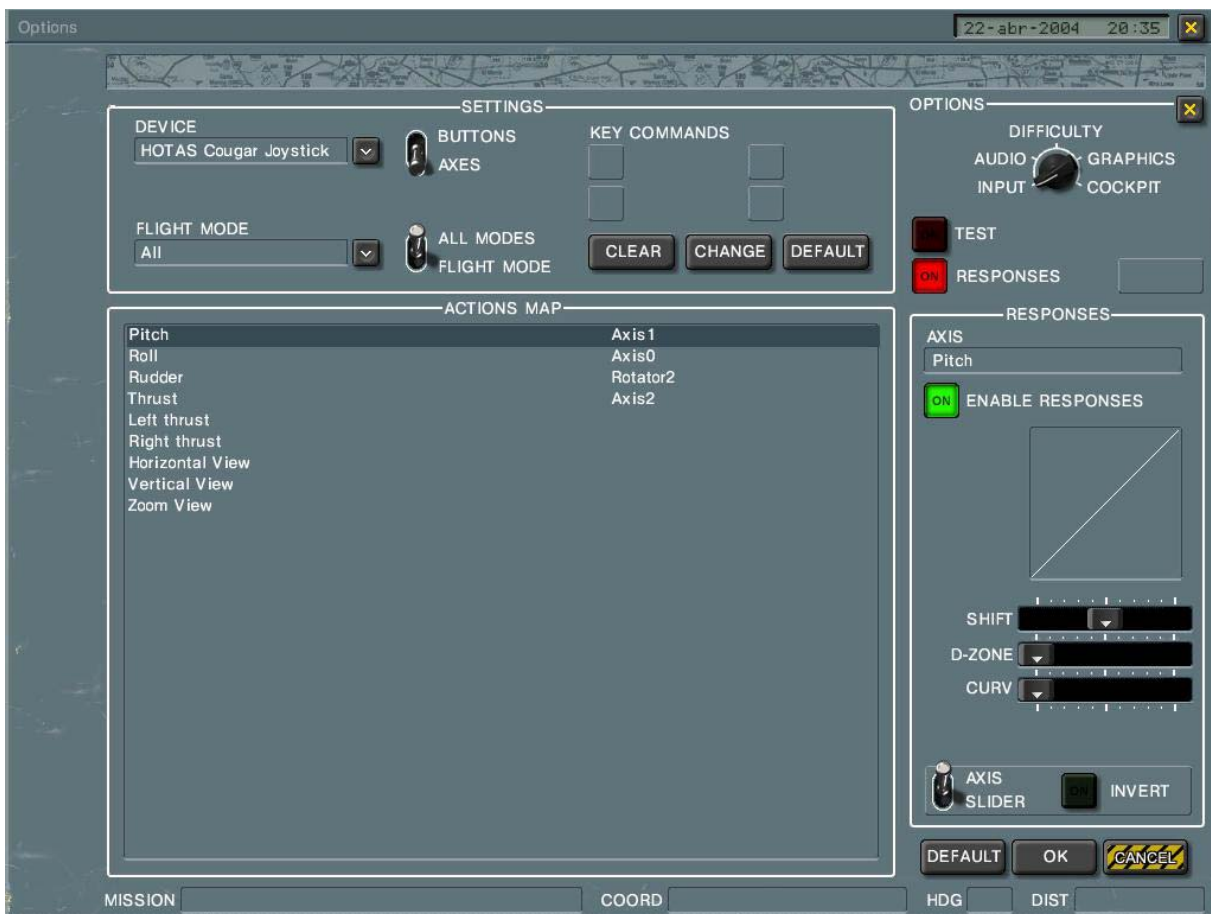 Options
22-abr-2004 20:35
SETTINGS
DEVICE
HOTAS Cougar Joystick
BUTTONS
AXES
KEY COMMANDS
FLIGHT MODE
All
ALL MODES
FLIGHT MODE
CLEAR CHANGE DEFAULT
OPTIONS
DIFFICULTY
AUDIO GRAPHICS
INPUT COCKPIT
ON TEST
ON RESPONSES
ACTIONS MAP
Pitch Axis1
Roll Axis0
Rudder Rotator2
Thrust Axis2
Left thrust
Right thrust
Horizontal View
Vertical View
Zoom View
RESPONSES
AXIS
Pitch
ON ENABLE RESPONSES
SHIFT
D-ZONE
CURV
AXIS
SLIDER
ON INVERT
DEFAULT OK CANCEL
MISSION COORD HDG DIST